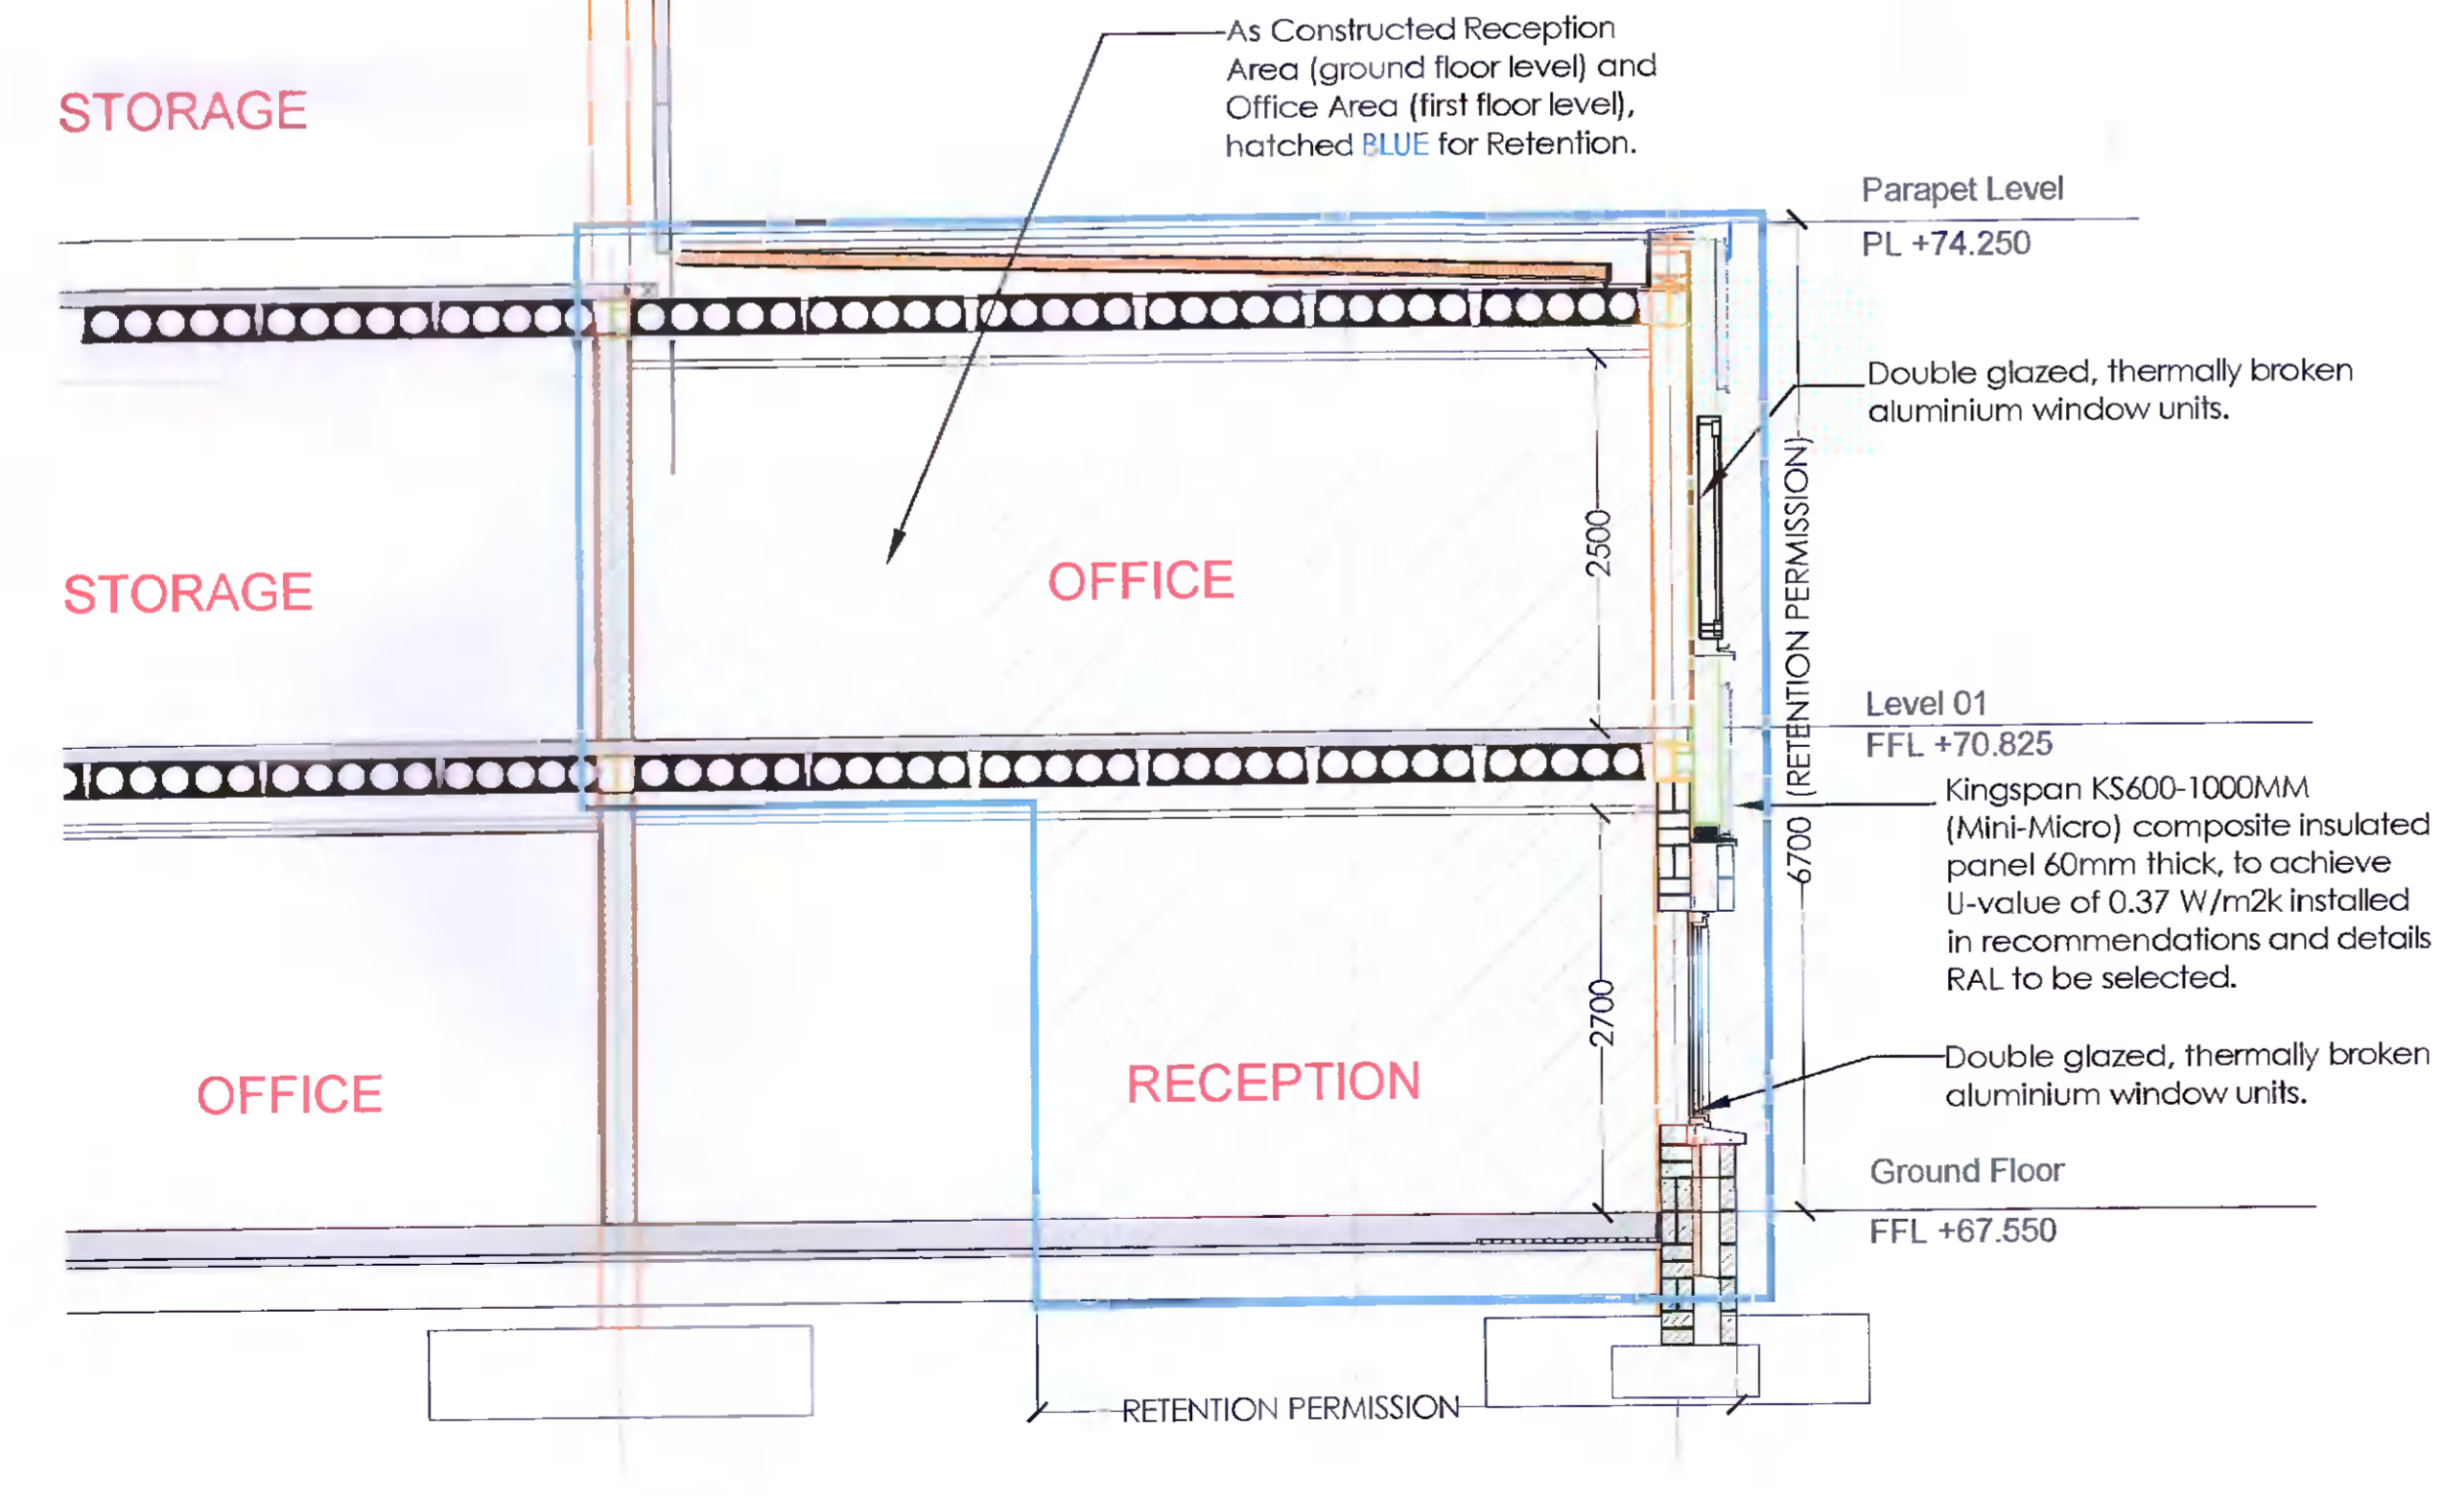 As Constructed Reception
Area (ground floor level) and
Office Area (first floor level),
hatched BLUE for Retention.
STORAGE
Parapet Level
PL +74.250
Double glazed, thermally broken
aluminium window units.
2500
STORAGE
OFFICE
6700 (RETENTION PERMISSION)
Level 01
FFL +70.825
Kingspan KS600-1000MM
(Mini-Micro) composite insulated
panel 60mm thick, to achieve
U-value of 0.37 W/m2k installed
in recommendations and details
RAL to be selected.
2700
OFFICE
RECEPTION
Double glazed, thermally broken
aluminium window units.
Ground Floor
FFL +67.550
RETENTION PERMISSION